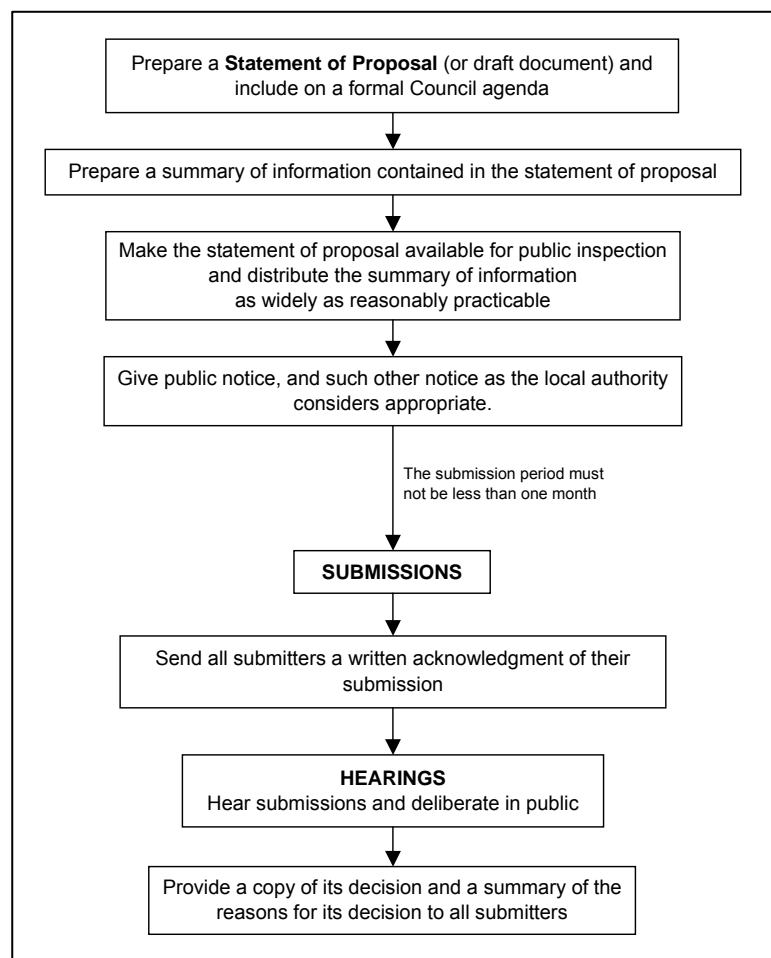 Prepare a Statement of Proposal (or draft document) and
include on a formal Council agenda
Prepare a summary of information contained in the statement of proposal
Make the statement of proposal available for public inspection
and distribute the summary of information
as widely as reasonably practicable
Give public notice, and such other notice as the local authority
considers appropriate.
The submission period must
not be less than one month
SUBMISSIONS
Send all submitters a written acknowledgment of their
submission
HEARINGS
Hear submissions and deliberate in public
Provide a copy of its decision and a summary of the
reasons for its decision to all submitters